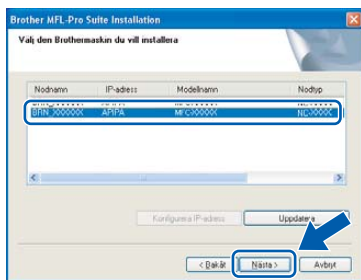 Brother MFL-Pro Suite Installation
Välj den Brothermaskin du vill installera
Nodnamn IP-adress Modellnamn Nodtyp
BRN_XXXXXX APIPA MFC-XXXXX NC-XXXX
Konfigurera IP-adress Uppdatera
< Bakåt Nästa > Avbryt